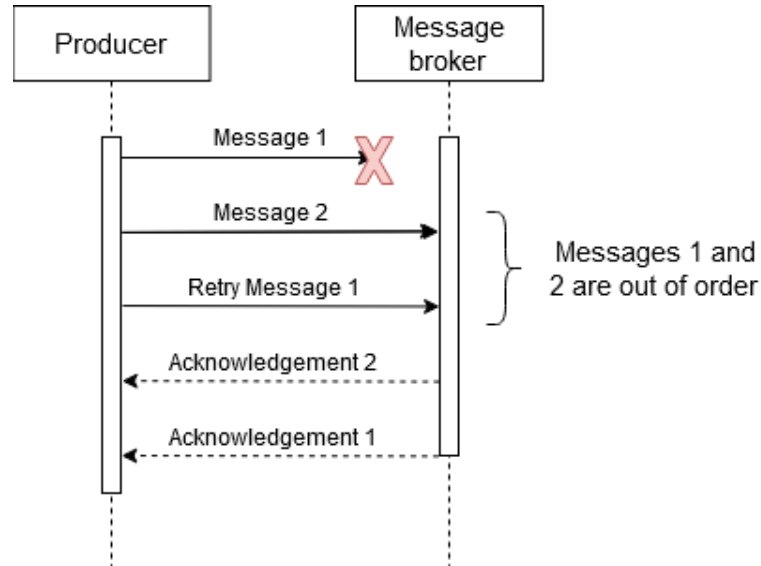 Producer
Message
broker
Message 1
X
Message 2
Messages 1 and
2 are out of order
Retry Message 1
Acknowledgement 2
Acknowledgement 1